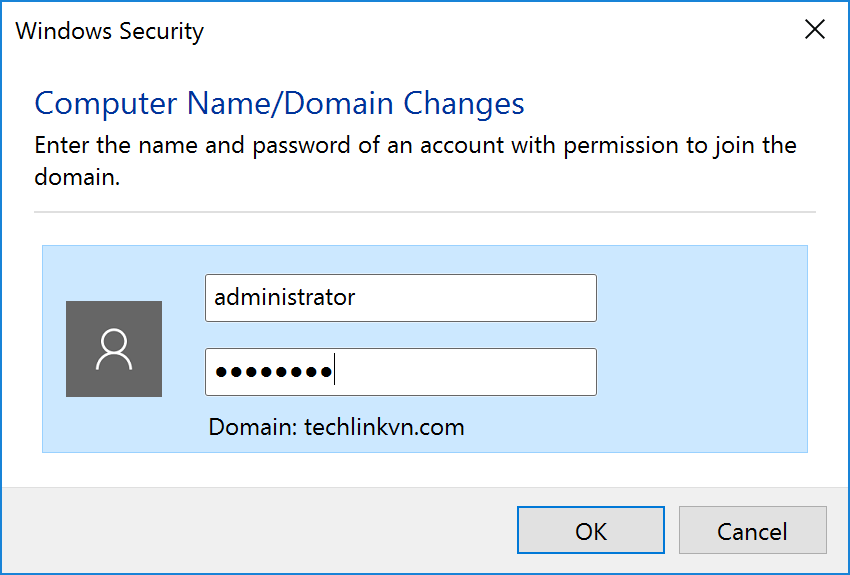 Windows Security
Computer Name/Domain Changes
Enter the name and password of an account with permission to join the
domain.
administrator
●●●●●●●●
Domain: techlinkvn.com
OK
Cancel